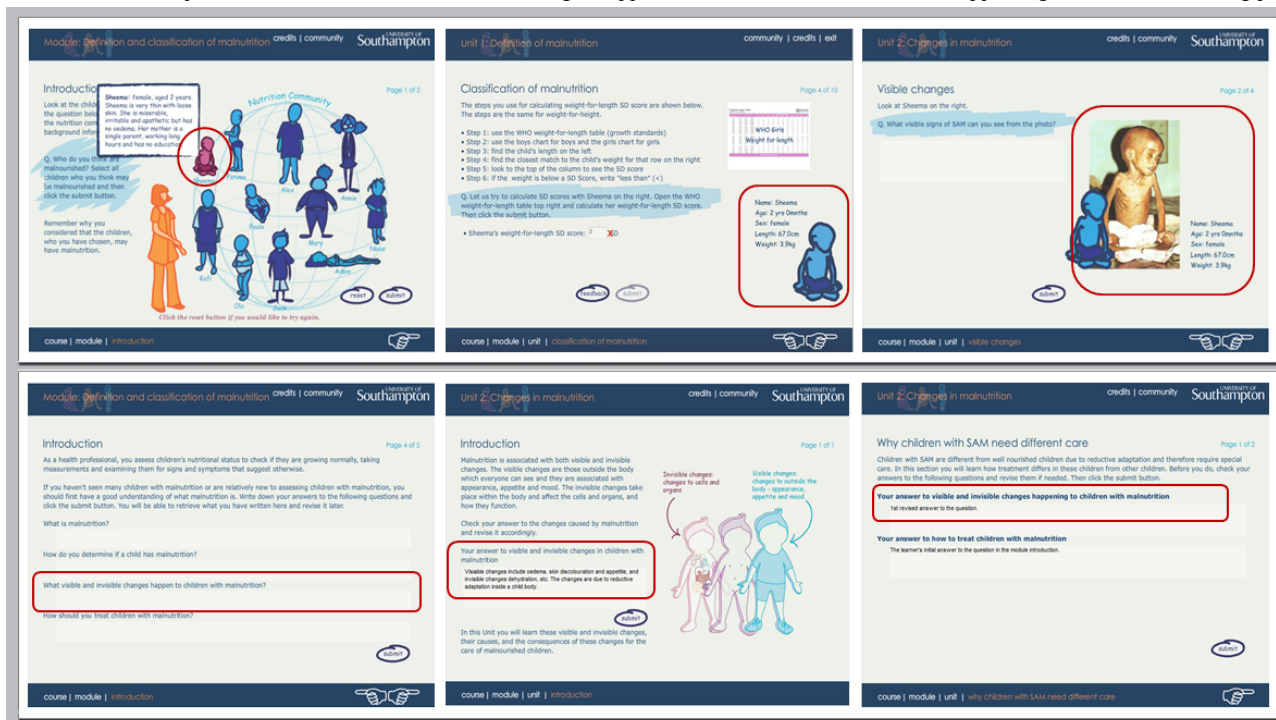 Module: Definition and classification of malnutrition
credits | community
UNIVERSITY OF
Southampton
Introduction
Page 1 of 5
Look at the
the question
the nutrition
background
Sheema: female, aged 2 years.
Sheema is very thin with loose
skin. She is miserable,
irritable and apathetic but has
no oedema. Her mother is a
single parent, working long
hours and has no education
Nutrition Community
Q. Who do you think are
malnourished? Select all
children who you think may
be malnourished and then
click the submit button.
Remember why you
considered that the children,
who you have chosen, may
have malnutrition.
Fatima
Alex
Annie
Paulo
Mary
Kofi
Adam
Click the reset button if you would like to try again.
reset
submit
course | module | introduction
Unit 1: Definition of malnutrition
community | credits | exit
Classification of malnutrition
Page 4 of 10
The steps you use for calculating weight-for-length SD score are shown below.
The steps are the same for weight-for-height.
• Step 1: use the WHO weight-for-length table (growth standards)
• Step 2: use the boys chart for boys and the girls chart for girls
• Step 3: find the child's length on the left
• Step 4: find the closest match to the child's weight for that row on the right
• Step 5: look to the top of the column to see the SD score
• Step 6: if the weight is below a SD Score, write "less than" (<)
WHO Girls
Weight for length
Q. Let us try to calculate SD scores with Sheema on the right. Open the WHO
weight-for-length table top right and calculate her weight-for-length SD score.
Then click the submit button.
• Sheema's weight-for-length SD score: 3
Name: Sheema
Age: 2 yrs 0mnths
Sex: female
Length: 67.0cm
Weight: 3.9kg
feedback
submit
course | module | unit | classification of malnutrition
Unit 2: Changes in malnutrition
credits | community
UNIVERSITY OF
Southampton
Visible changes
Page 2 of 4
Look at Sheema on the right.
Q. What visible signs of SAM can you see from the photo?
Name: Sheema
Age: 2 yrs 0mnths
Sex: female
Length: 67.0cm
Weight: 3.9kg
submit
course | module | unit | visible changes
Module: Definition and classification of malnutrition
credits | community
UNIVERSITY OF
Southampton
Introduction
Page 4 of 5
As a health professional, you assess children's nutritional status to check if they are growing normally, taking
measurements and examining them for signs and symptoms that suggest otherwise.
If you haven't seen many children with malnutrition or are relatively new to assessing children with malnutrition, you
should first have a good understanding of what malnutrition is. Write down your answers to the following questions and
click the submit button. You will be able to retrieve what you have written here and revise it later.
What is malnutrition?
How do you determine if a child has malnutrition?
What visible and invisible changes happen to children with malnutrition?
How should you treat children with malnutrition?
submit
course | module | introduction
Unit 2: Changes in malnutrition
credits | community
UNIVERSITY OF
Southampton
Introduction
Page 1 of 1
Malnutrition is associated with both visible and invisible
changes. The visible changes are those outside the body
which everyone can see and they are associated with
appearance, appetite and mood. The invisible changes take
place within the body and affect the cells and organs, and
how they function.
Check your answer to the changes caused by malnutrition
and revise it accordingly.
Your answer to visible and invisible changes in children with
malnutrition
Visiable changes include oedema, skin discolouration and appetite, and
invisible changes dehydration, etc. The changes are due to reductive
adaptation inside a child body.
submit
In this Unit you will learn these visible and invisible changes,
their causes, and the consequences of these changes for the
care of malnourished children.
Invisible changes:
changes to cells and
organs
Visible changes:
changes to outside the
body - appearance,
appetite and mood
course | module | unit | introduction
Unit 2: Changes in malnutrition
credits | community
UNIVERSITY OF
Southampton
Why children with SAM need different care
Page 1 of 2
Children with SAM are different from well nourished children due to reductive adaptation and therefore require special
care. In this section you will learn how treatment differs in these children from other children. Before you do, check your
answers to the following questions and revise them if needed. Then click the submit button.
Your answer to visible and invisible changes happening to children with malnutrition
1st revised answer to the question.
Your answer to how to treat children with malnutrition
The learner's initial answer to the question in the module introduction.
submit
course | module | unit | why children with SAM need different care